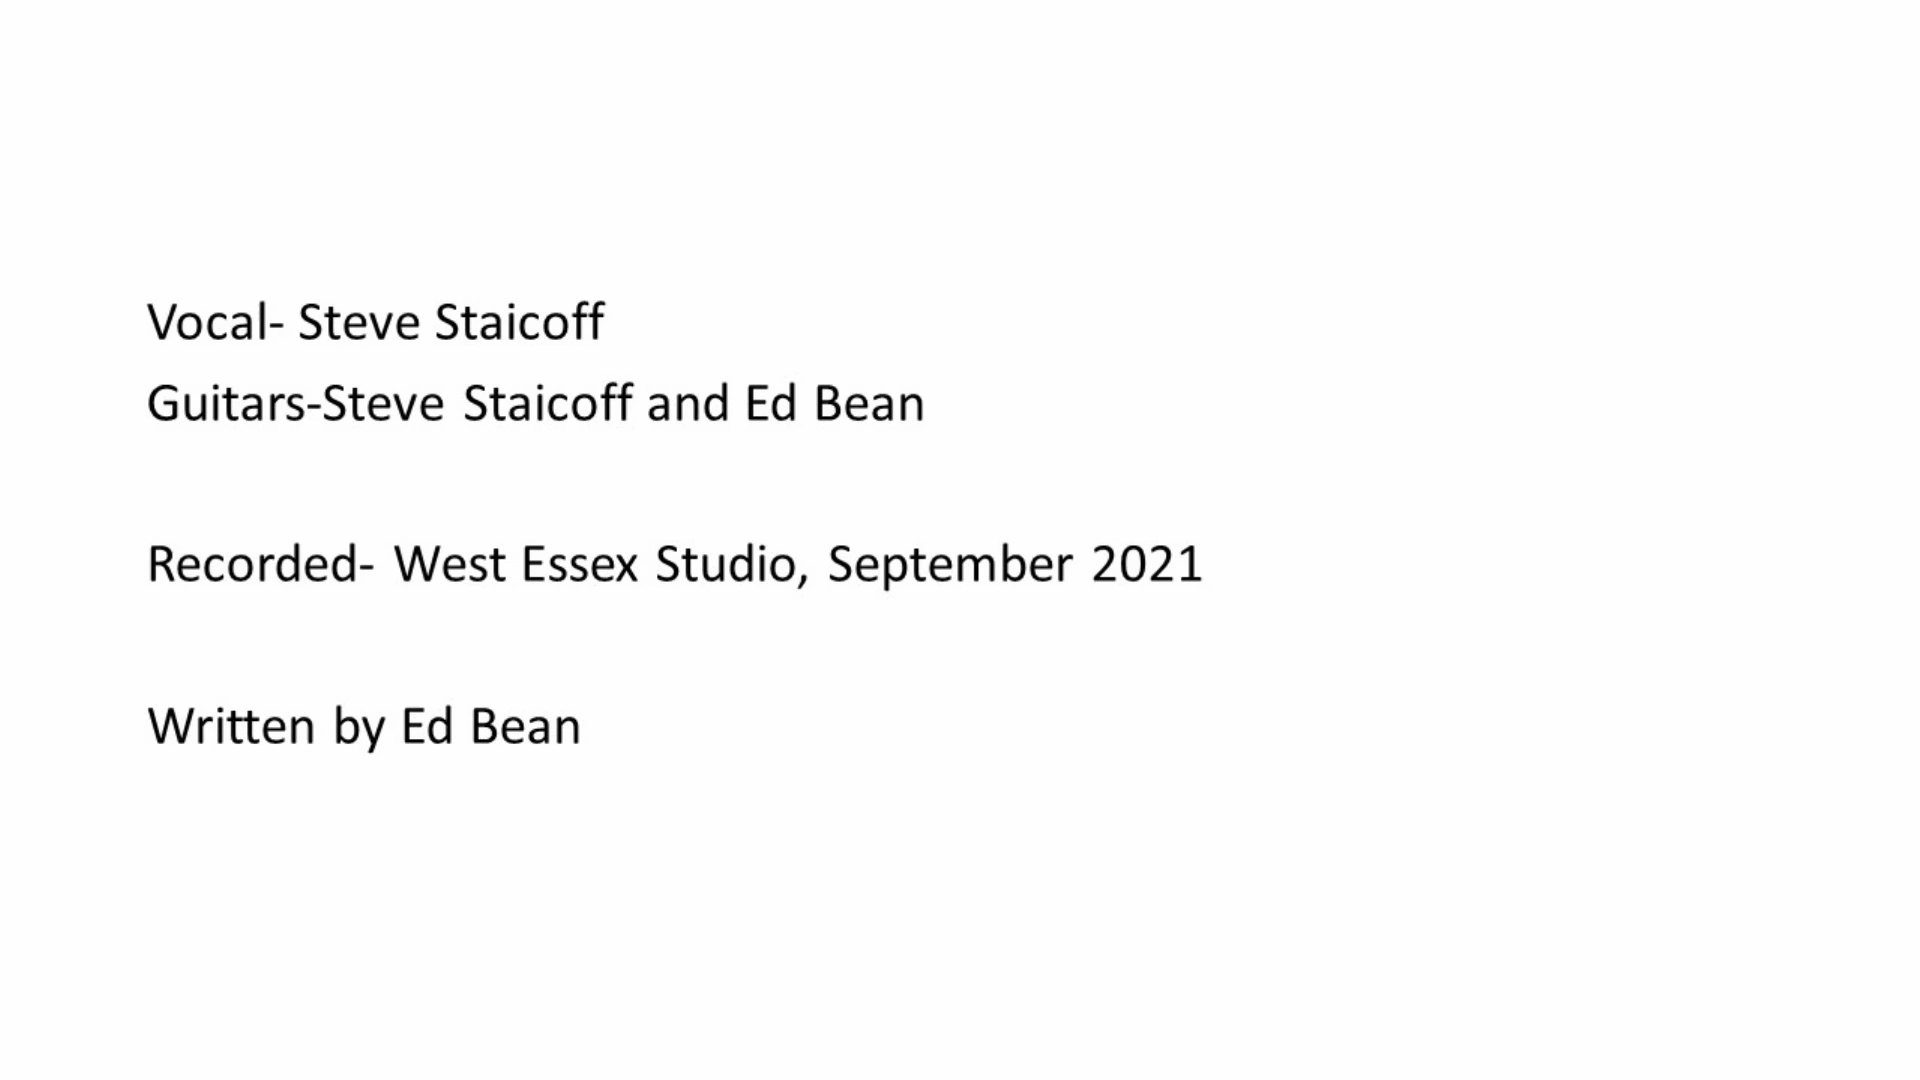 Vocal- Steve Staicoff
Guitars-Steve Staicoff and Ed Bean
Recorded- West Essex Studio, September 2021
Written by Ed Bean